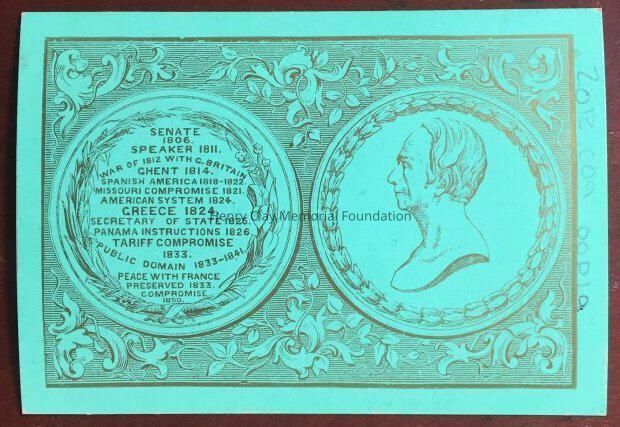 SENATE
1806.
SPEAKER 1811.
WAR OF 1812 WITH G. BRITAIN
GHENT 1814.
SPANISH AMERICA 1818-1822.
MISSOURI COMPROMISE 1821.
AMERICAN SYSTEM 1824.
GREECE 1824.
SECRETARY OF STATE 1825.
PANAMA INSTRUCTIONS 1826.
TARIFF COMPROMISE
1833.
PUBLIC DOMAIN 1833-1841.
PEACE WITH FRANCE
PRESERVED 1833.
COMPROMISE
1850.
Henry Clay Memorial Foundation
2013